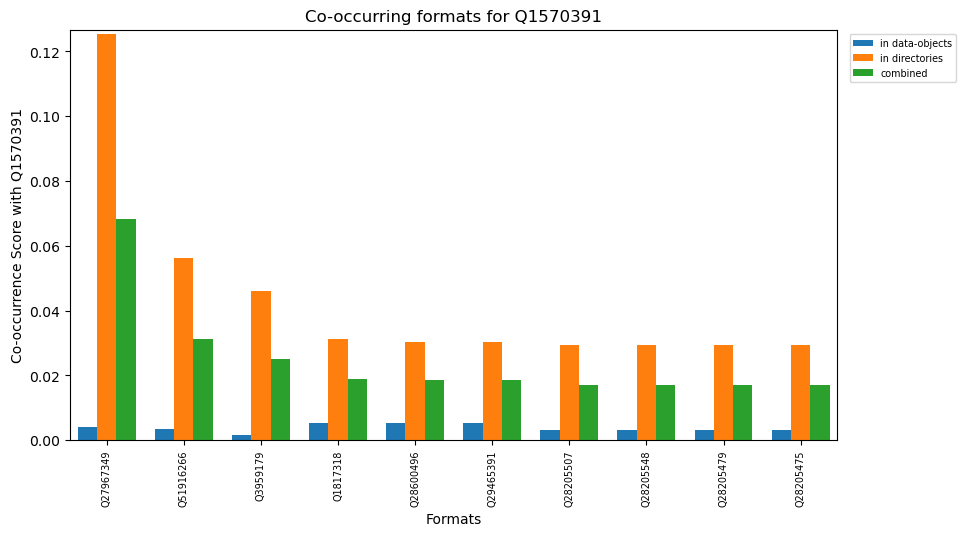 Co-occurring formats for Q1570391
Co-occurrence Score with Q1570391
0.12
0.10
0.08
0.06
0.04
0.02
0.00
in data-objects
in directories
combined
Q27967349
Q51916266
Q3959179
Q1817318
Q28600496
Q29465391
Q28205507
Q28205548
Q28205479
Q28205475
Formats